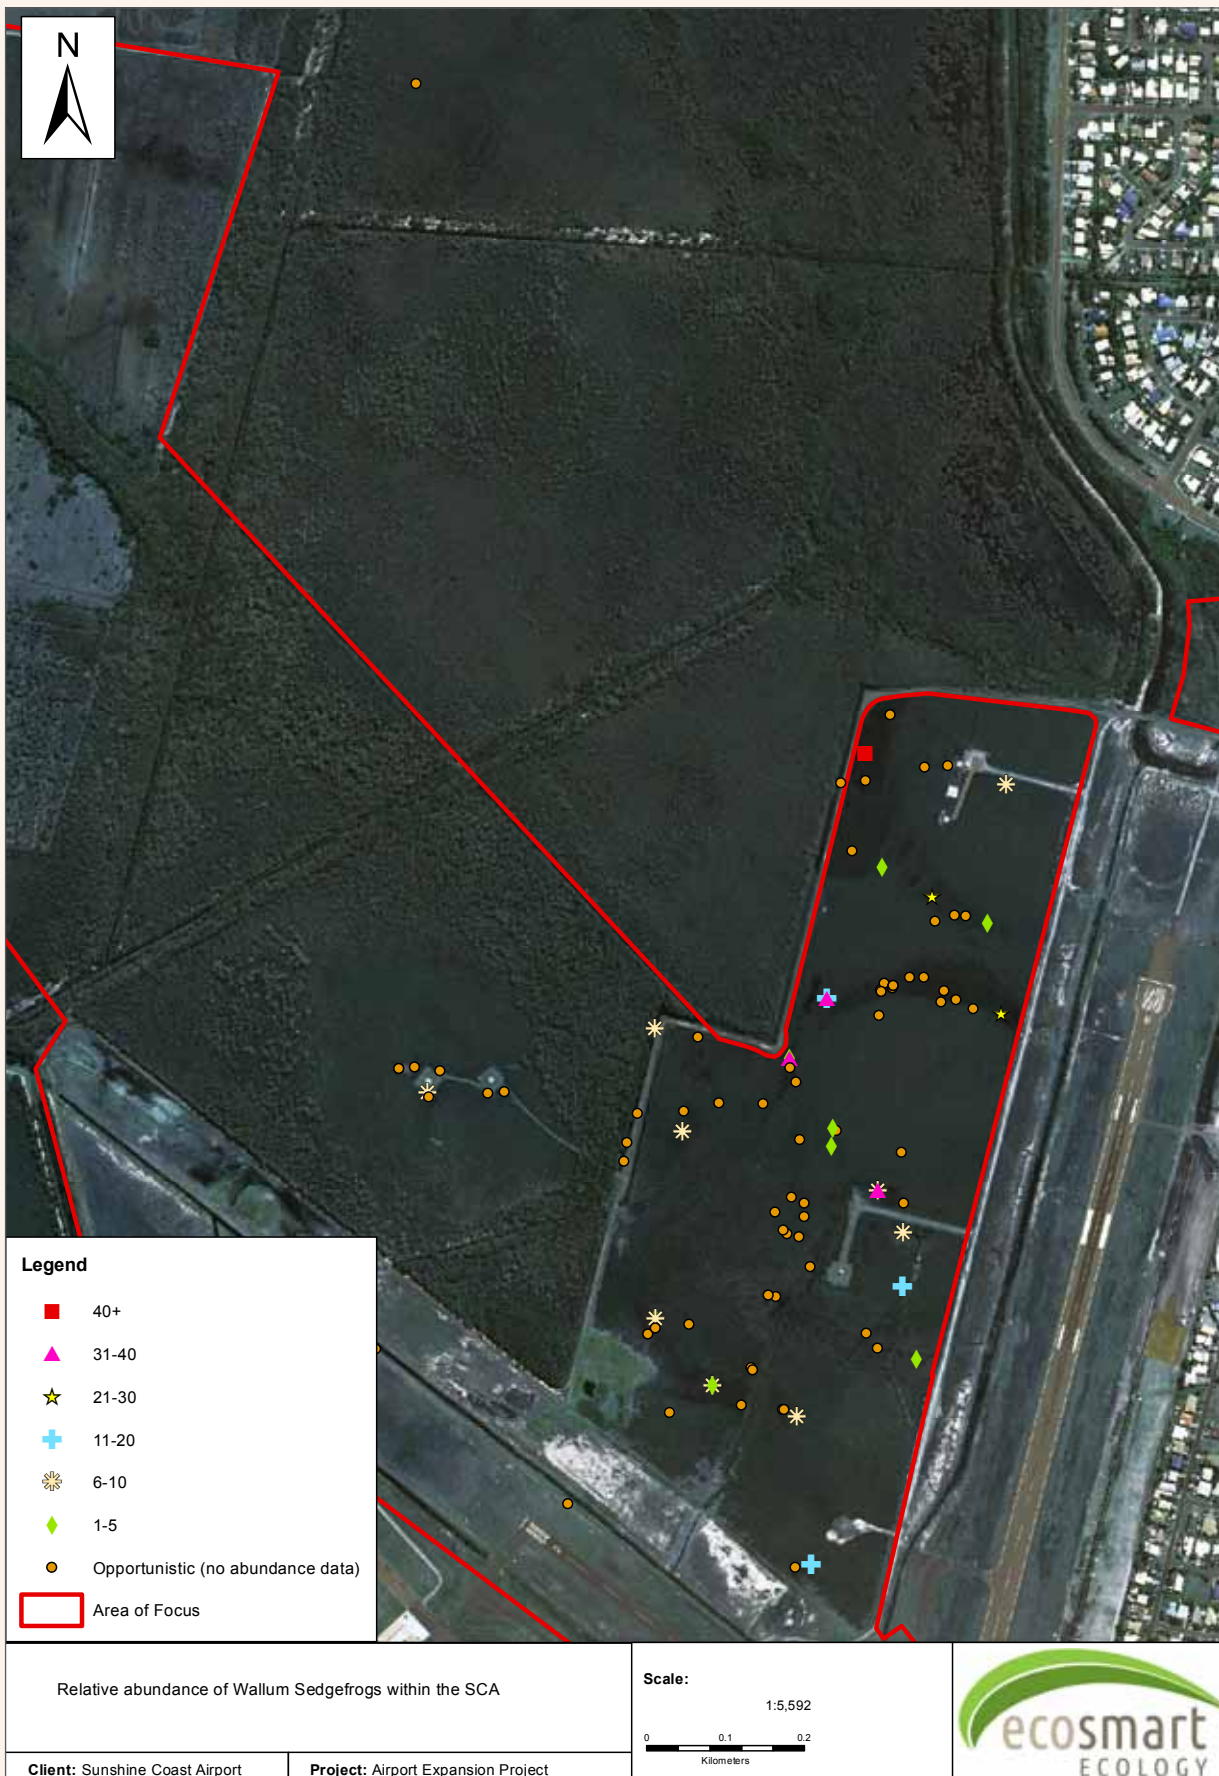 N
Legend
40+
31-40
21-30
11-20
6-10
1-5
Opportunistic (no abundance data)
Area of Focus
Relative abundance of Wallum Sedgefrogs within the SCA
Client: Sunshine Coast Airport
Project: Airport Expansion Project
Scale:
1:5,592
0 0.1 0.2
Kilometers
ecosmart
ECOLOGY